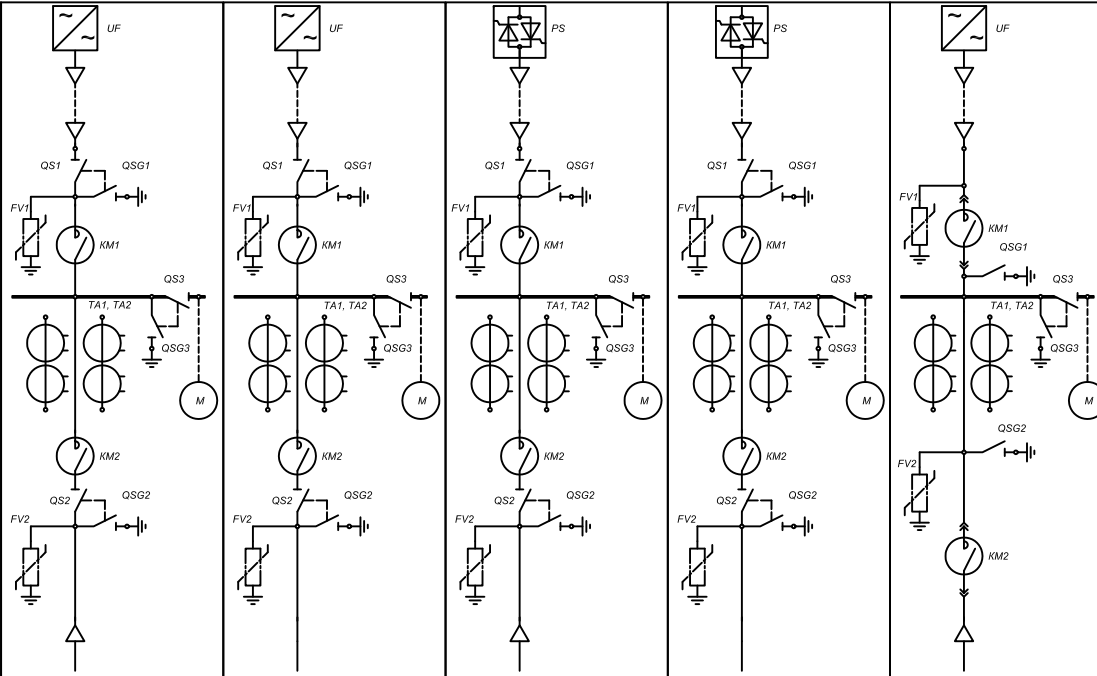 UF
QS1
QSG1
FV1
KM1
QS3
TA1, TA2
QSG3
M
KM2
QS2
QSG2
FV2
UF
QS1
QSG1
FV1
KM1
QS3
TA1, TA2
QSG3
M
KM2
QS2
QSG2
FV2
PS
QS1
QSG1
FV1
KM1
QS3
TA1, TA2
QSG3
M
KM2
QS2
QSG2
FV2
PS
QS1
QSG1
FV1
KM1
QS3
TA1, TA2
QSG3
M
KM2
QS2
QSG2
FV2
UF
FV1
KM1
QSG1
QS3
TA1, TA2
QSG3
M
QSG2
FV2
KM2